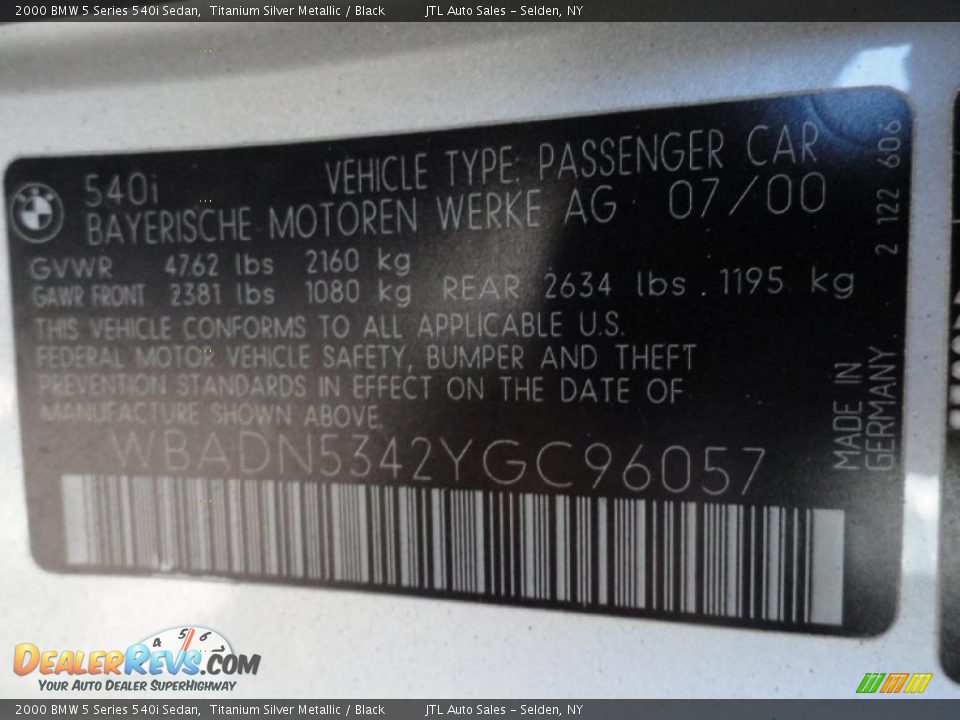 2000 BMW 5 Series 540i Sedan, Titanium Silver Metallic / Black JTL Auto Sales - Selden, NY
540i VEHICLE TYPE: PASSENGER CAR
BAYERISCHE MOTOREN WERKE AG 07/00
GVWR 4762 lbs 2160 kg
GAWR FRONT 2381 lbs 1080 kg REAR 2634 lbs. 1195 kg
THIS VEHICLE CONFORMS TO ALL APPLICABLE U.S.
FEDERAL MOTOR VEHICLE SAFETY, BUMPER AND THEFT
PREVENTION STANDARDS IN EFFECT ON THE DATE OF
MANUFACTURE SHOWN ABOVE.
WBADN5342YGC96057
2 122 606
MADE IN
GERMANY
4 5 6
DEALERREVS.COM
YOUR AUTO DEALER SUPERHIGHWAY
2000 BMW 5 Series 540i Sedan, Titanium Silver Metallic / Black JTL Auto Sales - Selden, NY